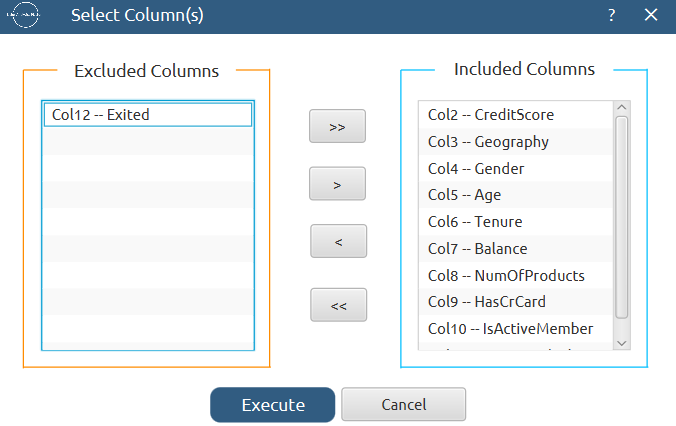 Select Column(s)
?
Excluded Columns
Included Columns
Col12 -- Exited
>>
>
<
<<
Col2 -- CreditScore
Col3 -- Geography
Col4 -- Gender
Col5 -- Age
Col6 -- Tenure
Col7 -- Balance
Col8 -- NumOfProducts
Col9 -- HasCrCard
Col10 -- IsActiveMember
Execute
Cancel